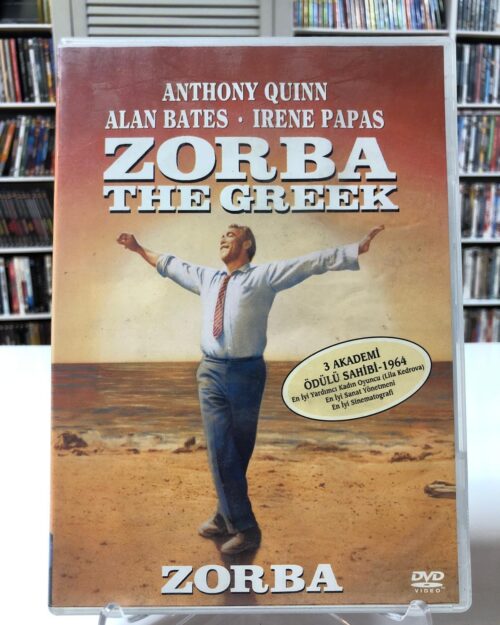 ANTHONY QUINN
ALAN BATES · IRENE PAPAS
ZORBA
THE GREEK
3 AKADEMİ
ÖDÜLÜ SAHİBİ-1964
En İyi Yardımcı Kadın Oyuncu (Lila Kedrova)
En İyi Sanat Yönetmeni
En İyi Sinematografi
ZORBA
DVD
VIDEO